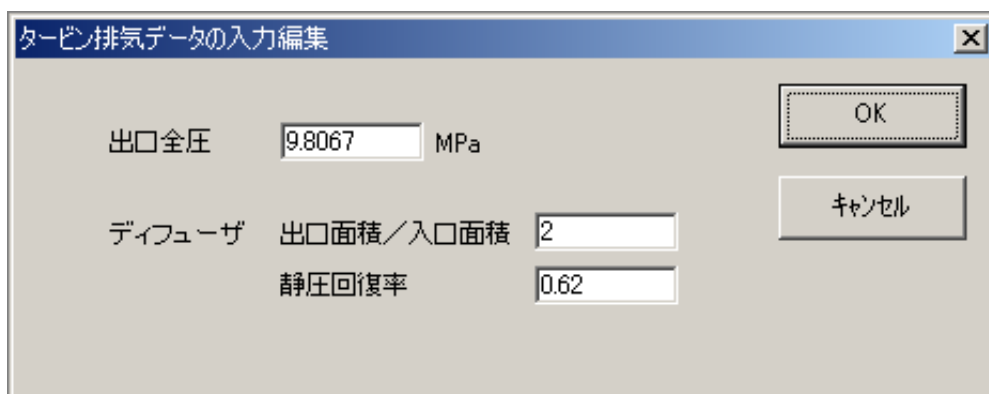 タービン排気データの入力編集
OK
出口全圧 9.8067 MPa
キャンセル
ディフューザ 出口面積／入口面積 2
静圧回復率 0.62